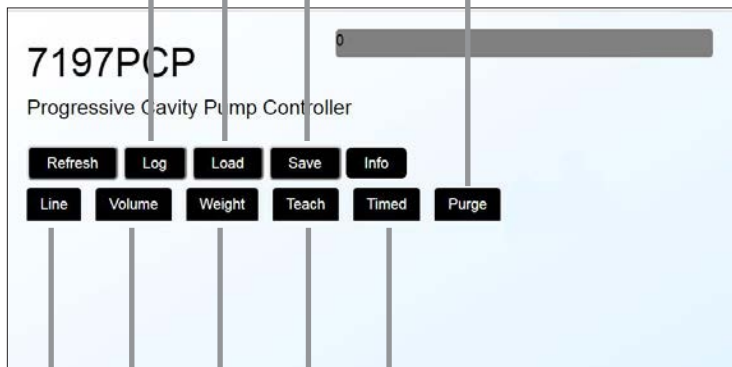 0
7197PCP
Progressive Cavity Pump Controller
Refresh Log Load Save Info
Line Volume Weight Teach Timed Purge